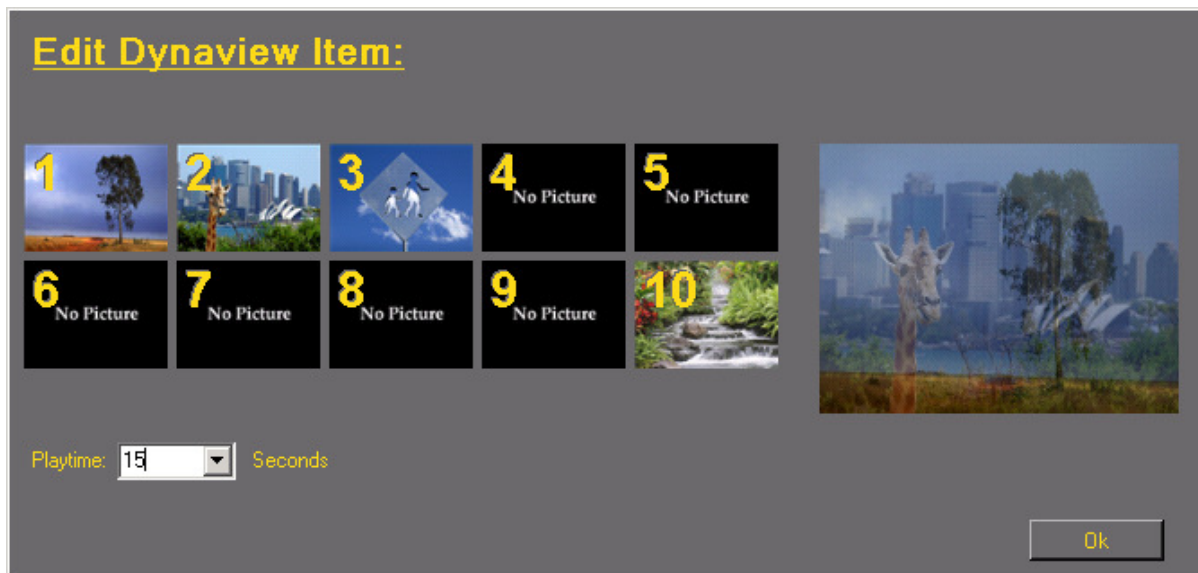 Edit Dynaview Item:
1 2 3 4 No Picture 5 No Picture
6 No Picture 7 No Picture 8 No Picture 9 No Picture 10
Playtime: 15 Seconds
Ok